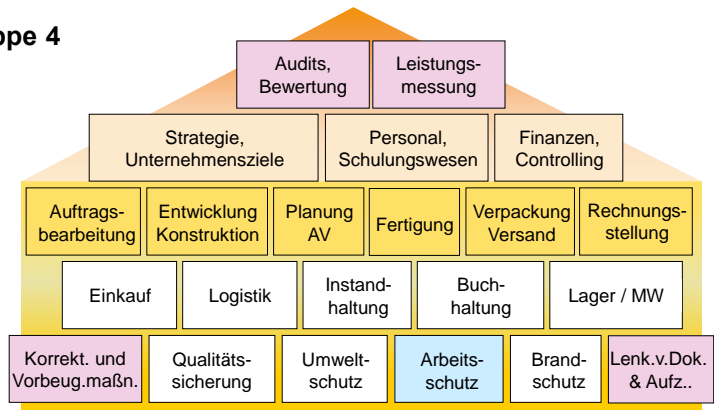 ppe 4
Audits,
Bewertung
Leistungs-
messung
Strategie,
Unternehmensziele
Personal,
Schulungswesen
Finanzen,
Controlling
Auftrags-
bearbeitung
Entwicklung
Konstruktion
Planung
AV
Fertigung
Verpackung
Versand
Rechnungs-
stellung
Einkauf
Logistik
Instand-
haltung
Buch-
haltung
Lager / MW
Korrekt. und
Vorbeug.maßn.
Qualitäts-
sicherung
Umwelt-
schutz
Arbeits-
schutz
Brand-
schutz
Lenk.v.Dok.
& Aufz..